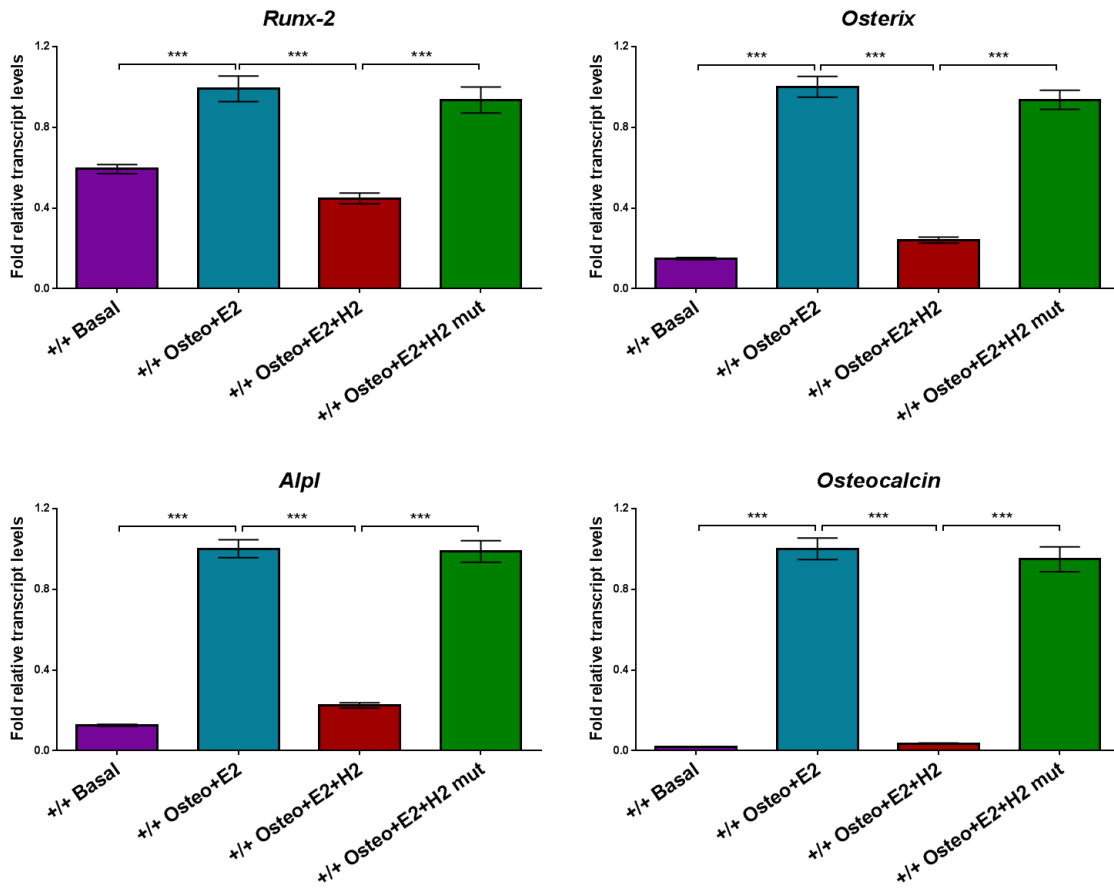 Runx-2
Fold relative transcript levels
1.2
0.8
0.4
0.0
*** *** ***
+/+ Basal
+/+ Osteo+E2
+/+ Osteo+E2+H2
+/+ Osteo+E2+H2 mut
Osterix
Fold relative transcript levels
1.2
0.8
0.4
0.0
*** *** ***
+/+ Basal
+/+ Osteo+E2
+/+ Osteo+E2+H2
+/+ Osteo+E2+H2 mut
Alpl
Fold relative transcript levels
1.2
0.8
0.4
0.0
*** *** ***
+/+ Basal
+/+ Osteo+E2
+/+ Osteo+E2+H2
+/+ Osteo+E2+H2 mut
Osteocalcin
Fold relative transcript levels
1.2
0.8
0.4
0.0
*** *** ***
+/+ Basal
+/+ Osteo+E2
+/+ Osteo+E2+H2
+/+ Osteo+E2+H2 mut